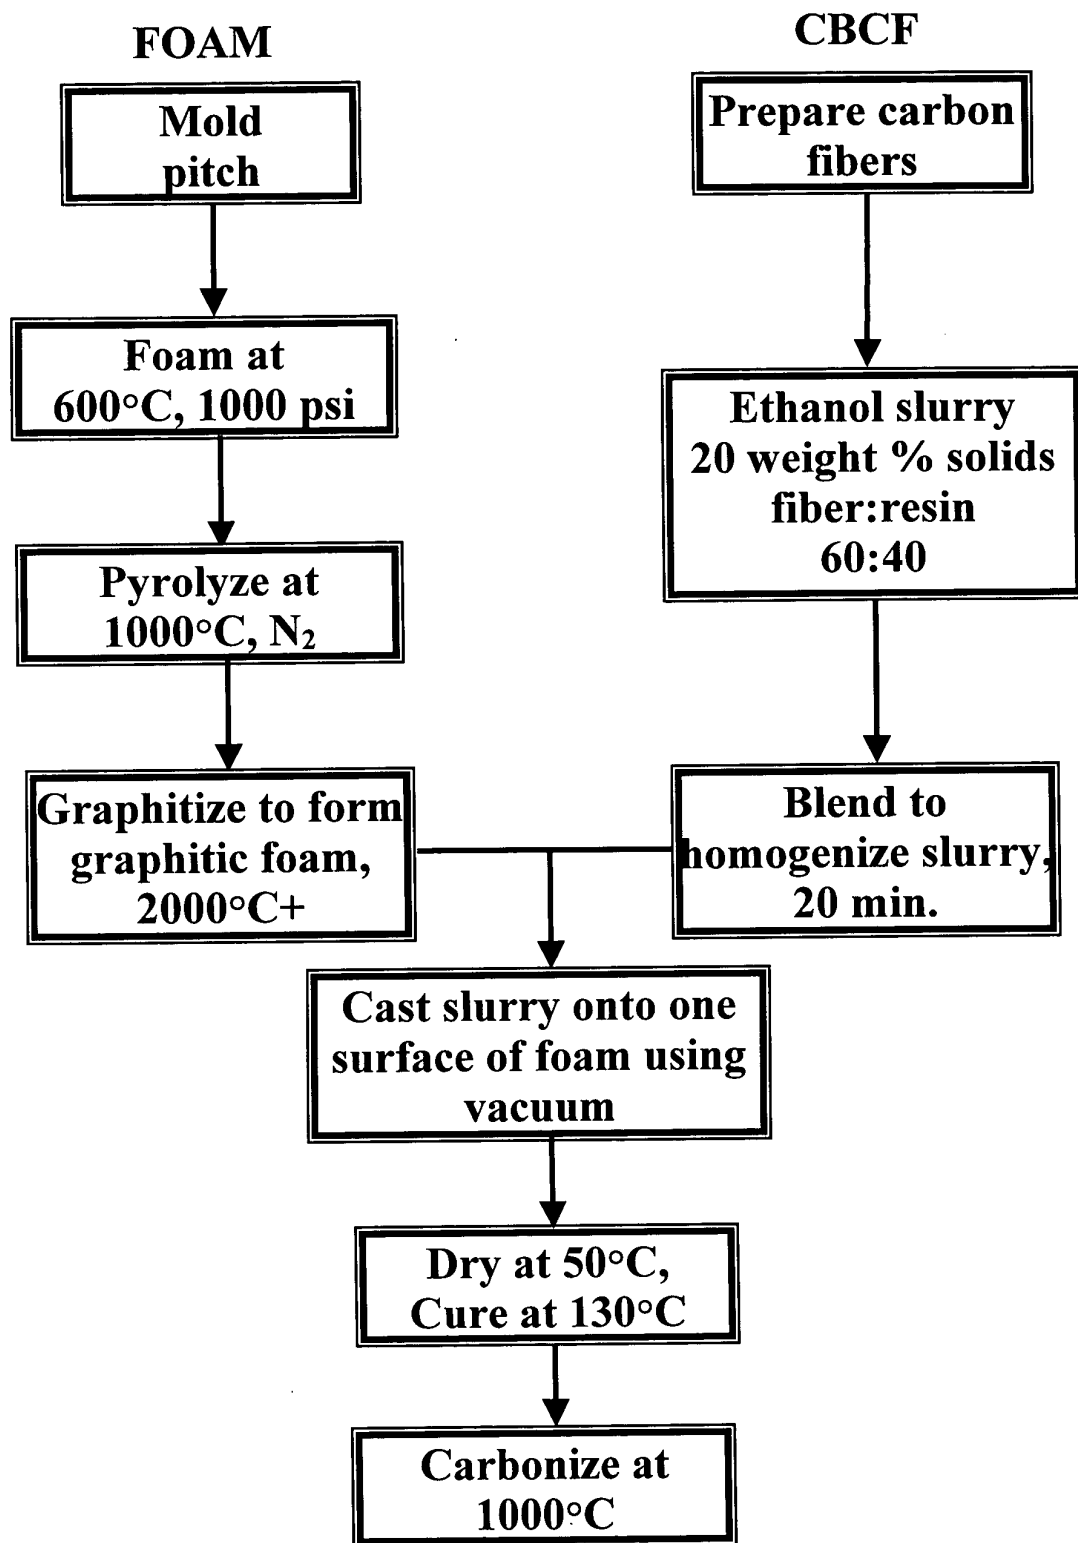 FOAM
Mold
pitch
Foam at
600°C, 1000 psi
Pyrolyze at
1000°C, N₂
Graphitize to form
graphitic foam,
2000°C+
CBCF
Prepare carbon
fibers
Ethanol slurry
20 weight % solids
fiber:resin
60:40
Blend to
homogenize slurry,
20 min.
Cast slurry onto one
surface of foam using
vacuum
Dry at 50°C,
Cure at 130°C
Carbonize at
1000°C